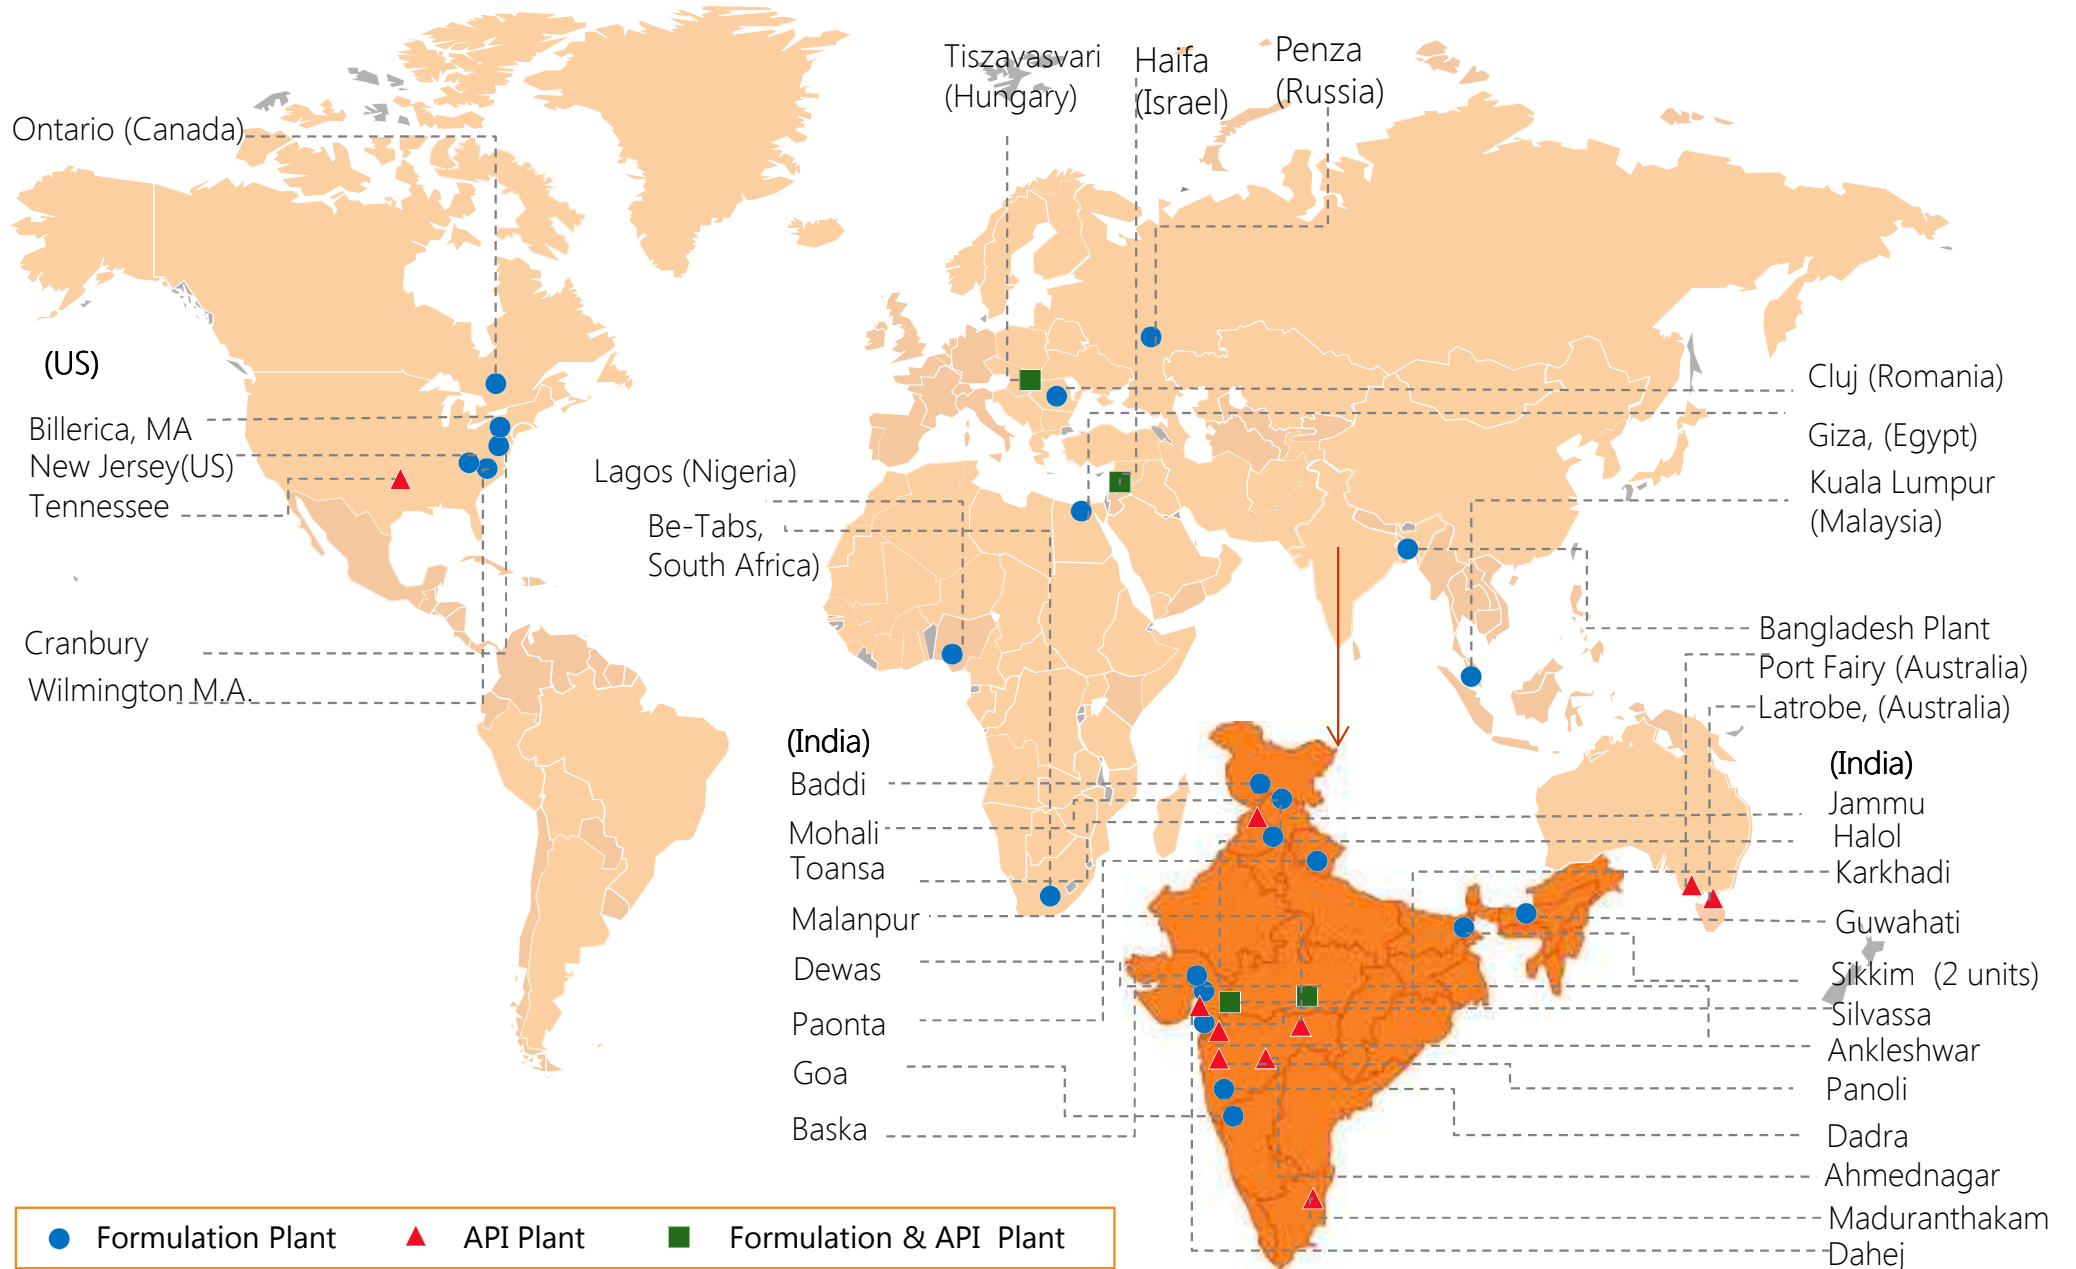 Tiszavasvari
(Hungary)
Haifa
(Israel)
Penza
(Russia)
Ontario (Canada)
(US)
Billerica, MA
New Jersey(US)
Tennessee
Cranbury
Wilmington M.A.
Lagos (Nigeria)
Be-Tabs,
South Africa)
Cluj (Romania)
Giza, (Egypt)
Kuala Lumpur
(Malaysia)
Bangladesh Plant
Port Fairy (Australia)
Latrobe, (Australia)
(India)
Baddi
Mohali
Toansa
Malanpur
Dewas
Paonta
Goa
Baska
(India)
Jammu
Halol
Karkhadi
Guwahati
Sikkim (2 units)
Silvassa
Ankleshwar
Panoli
Dadra
Ahmednagar
Maduranthakam
Dahej
Formulation Plant
API Plant
Formulation & API Plant